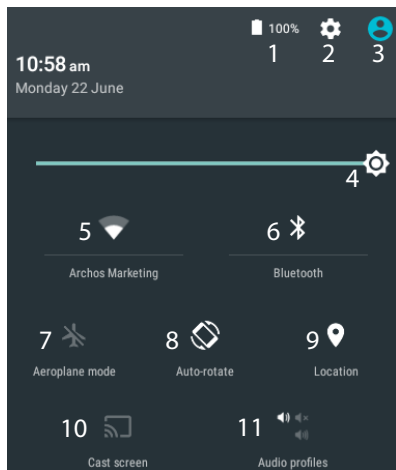 100%
1 2 3
10:58 am
Monday 22 June
4
5 6
Archos Marketing Bluetooth
7 8 9
Aeroplane mode Auto-rotate Location
10 11
Cast screen Audio profiles